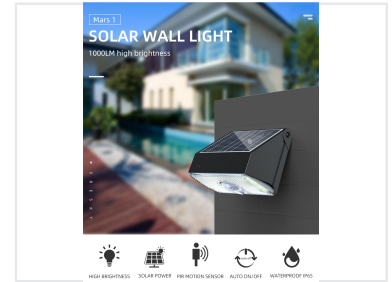 Mars 1
SOLAR WALL LIGHT
1000LM high brightness
HIGH BRIGHTNESS
SOLAR POWER
PIR MOTION SENSOR
AUTO ON/OFF
WATERPROOF IP65